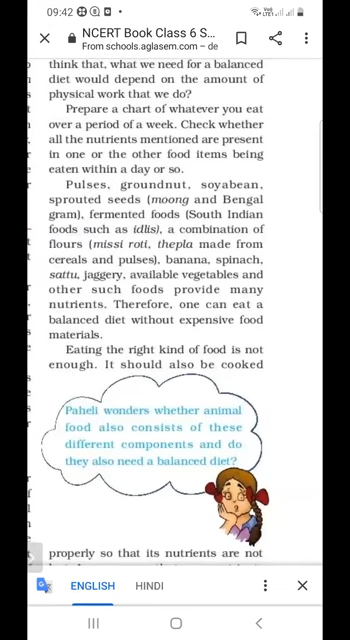 09:42
NCERT Book Class 6 S...
From schools.aglasem.com – de
think that, what we need for a balanced
diet would depend on the amount of
physical work that we do?
Prepare a chart of whatever you eat
over a period of a week. Check whether
all the nutrients mentioned are present
in one or the other food items being
eaten within a day or so.
Pulses, groundnut, soyabean,
sprouted seeds (moong and Bengal
gram), fermented foods (South Indian
foods such as idlis), a combination of
flours (missi roti, thepla made from
cereals and pulses), banana, spinach,
sattu, jaggery, available vegetables and
other such foods provide many
nutrients. Therefore, one can eat a
balanced diet without expensive food
materials.
Eating the right kind of food is not
enough. It should also be cooked
Paheli wonders whether animal
food also consists of these
different components and do
they also need a balanced diet?
properly so that its nutrients are not
ENGLISH HINDI